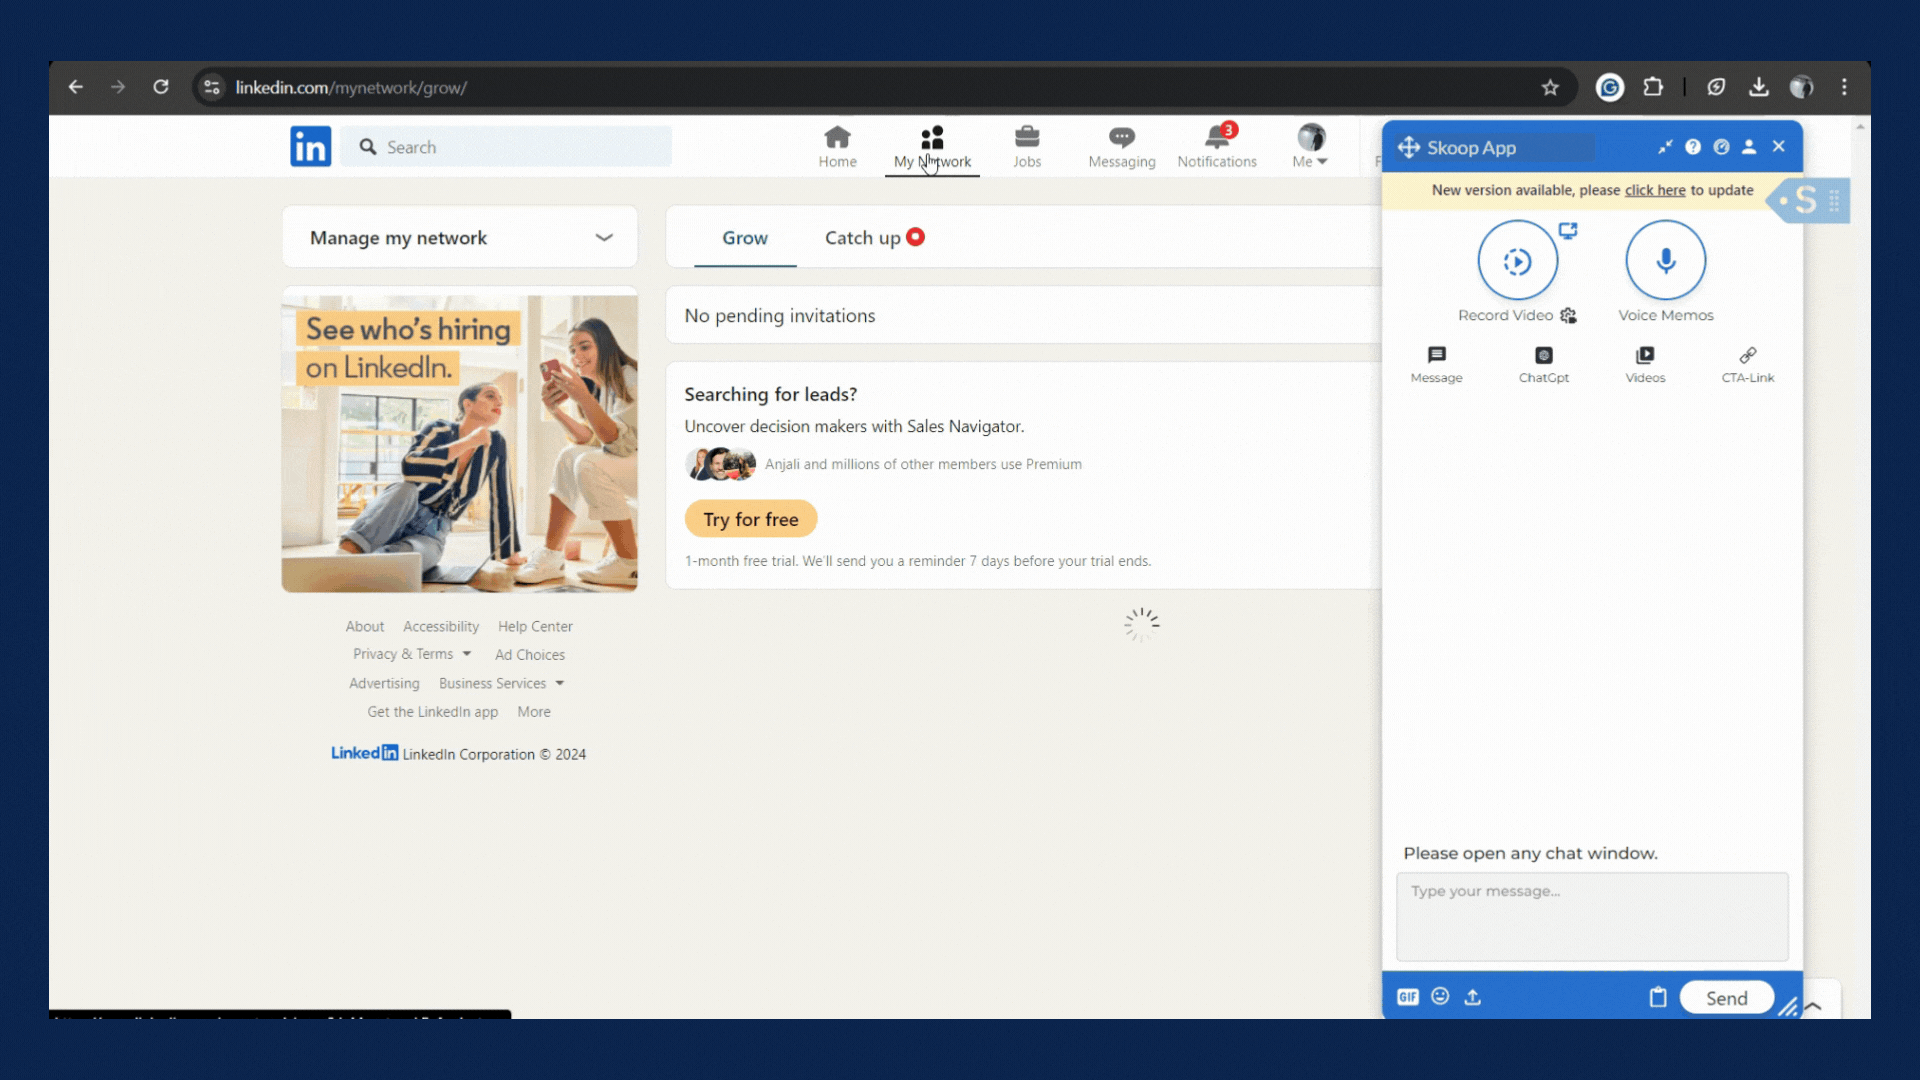 linkedin.com/mynetwork/grow/
in
Search
Home
My Network
Jobs
Messaging
3
Notifications
Me
Skoop App
New version available, please click here to update
S
Manage my network
Grow
Catch up
Record Video
Voice Memos
No pending invitations
See who's hiring
on LinkedIn.
Message
ChatGpt
Videos
CTA-Link
Searching for leads?
Uncover decision makers with Sales Navigator.
Anjali and millions of other members use Premium
Try for free
1-month free trial. We'll send you a reminder 7 days before your trial ends.
About Accessibility Help Center
Privacy & Terms Ad Choices
Advertising Business Services
Get the LinkedIn app More
LinkedIn LinkedIn Corporation © 2024
Please open any chat window.
Type your message...
GIF
Send